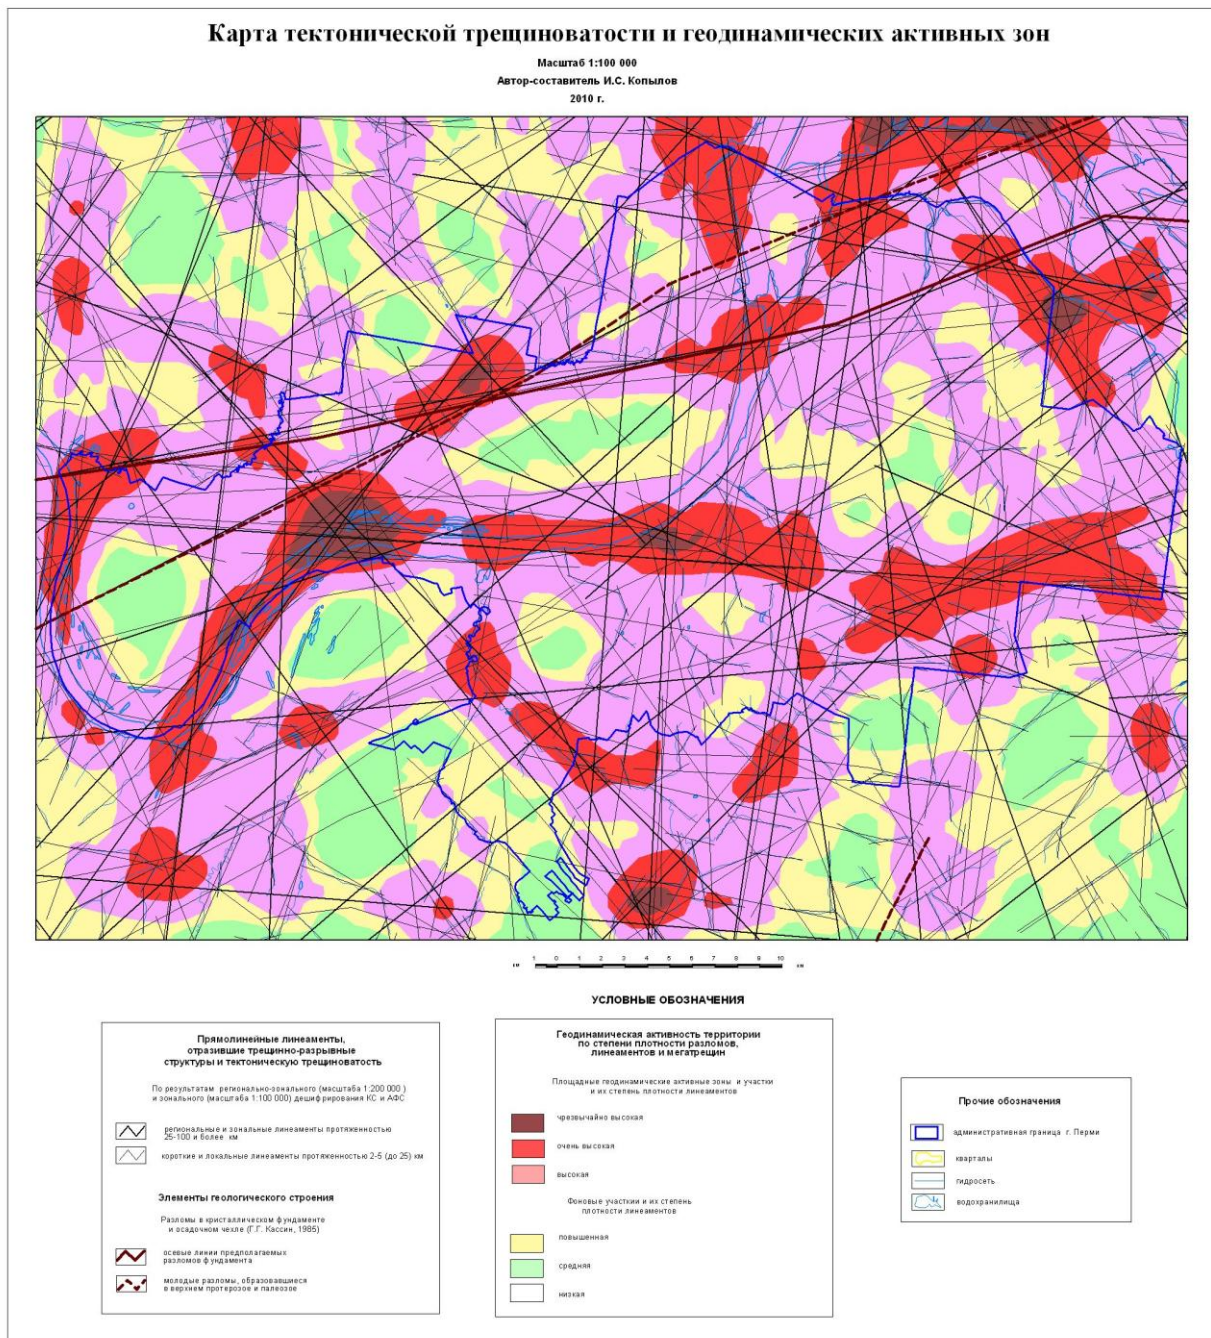 Карта тектонической трещиноватости и геодинамических активных зон
Масштаб 1:100 000
Автор-составитель И.С. Копылов
2010 г.
км 1 0 1 2 3 4 5 6 7 8 9 10 км
УСЛОВНЫЕ ОБОЗНАЧЕНИЯ
Прямолинейные линеаменты,
отразившие трещинно-разрывные
структуры и тектоническую трещиноватость
По результатам регионально-зонального (масштаба 1:200 000 )
и зонального (масштаба 1:100 000) дешифрирования КС и АФС
региональные и зональные линеаменты протяженностью
25-100 и более км
короткие и локальные линеаменты протяженностью 2-5 (до 25) км
Элементы геологического строения
Разломы в кристаллическом фундаменте
и осадочном чехле (Г.Г. Кассин, 1985)
осевые линии предполагаемых
разломов фундамента
молодые разломы, образовавшиеся
в верхнем протерозое и палеозое
Геодинамическая активность территории
по степени плотности разломов,
линеаментов и мегатрещин
Площадные геодинамические активные зоны и участки
и их степень плотности линеаментов
чрезвычайно высокая
очень высокая
высокая
Фоновые участкии и их степень
плотности линеаментов
повышенная
средняя
низкая
Прочие обозначения
административная граница г. Перми
кварталы
гидросеть
водохранилища